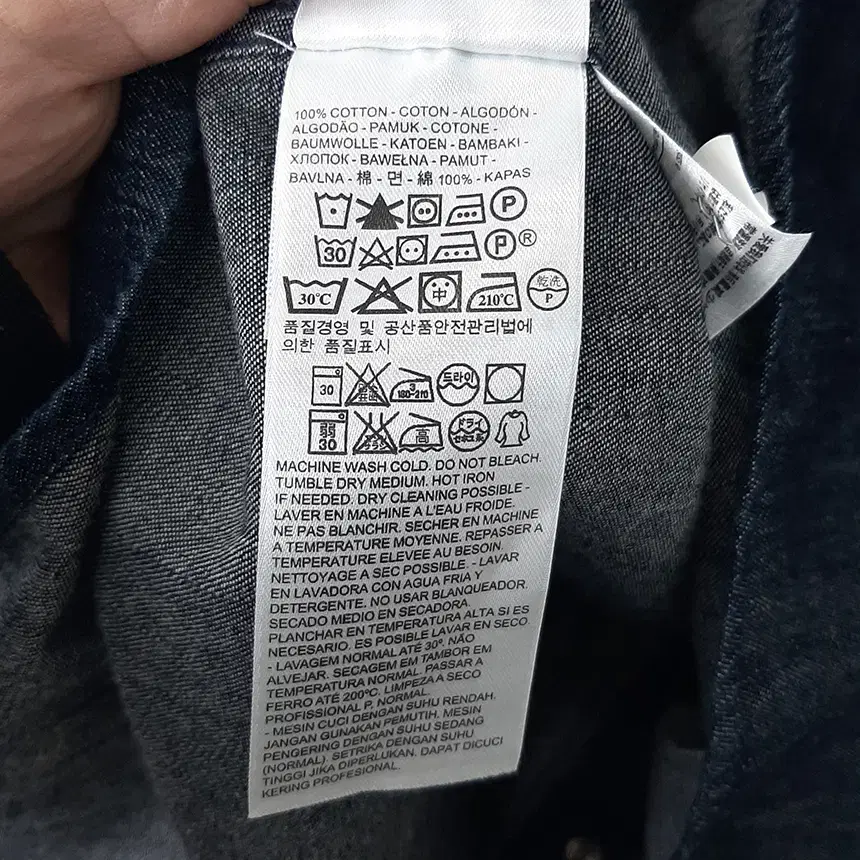 100% COTTON - COTON - ALGODÓN -
ALGODÃO - PAMUK - COTONE -
BAUMWOLLE - KATOEN - BAMBAKI -
ХЛОПОК - BAWEŁNA - PAMUT -
BAVLNA - 棉 - 면 - 綿 100% - KAPAS
P
30 P ®
30°C 中 210°C 乾洗 P
품질경영 및 공산품안전관리법에
의한 품질표시
30 3 180-210 드라이
弱 30 高 ドライ
MACHINE WASH COLD. DO NOT BLEACH.
TUMBLE DRY MEDIUM. HOT IRON
IF NEEDED. DRY CLEANING POSSIBLE -
LAVER EN MACHINE A L'EAU FROIDE.
NE PAS BLANCHIR. SECHER EN MACHINE
A TEMPERATURE MOYENNE. REPASSER A
TEMPERATURE ELEVEE AU BESOIN.
NETTOYAGE A SEC POSSIBLE. - LAVAR
EN LAVADORA CON AGUA FRIA Y
DETERGENTE. NO USAR BLANQUEADOR.
SECADO MEDIO EN SECADORA.
PLANCHAR EN TEMPERATURA ALTA SI ES
NECESARIO. ES POSIBLE LAVAR EN SECO.
- LAVAGEM NORMAL ATÉ 30º. NÃO
ALVEJAR. SECAGEM EM TAMBOR EM
TEMPERATURA NORMAL. PASSAR A
FERRO ATÉ 200ºC. LIMPEZA A SECO
PROFISSIONAL P, NORMAL.
- MESIN CUCI DENGAN SUHU RENDAH.
JANGAN GUNAKAN PEMUTIH. MESIN
PENGERING DENGAN SUHU SEDANG
(NORMAL). SETRIKA DENGAN SUHU
TINGGI JIKA DIPERLUKAN. DAPAT DICUCI
KERING PROFESIONAL.